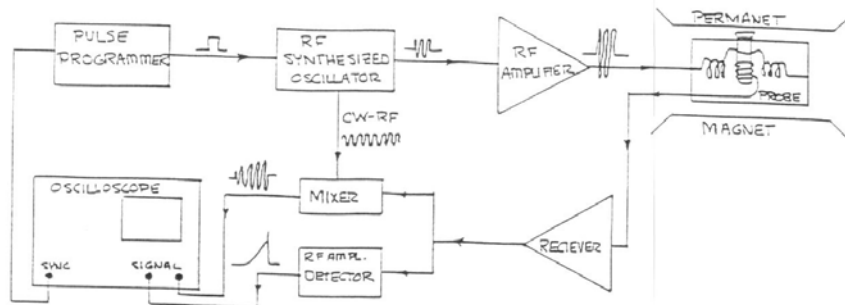 PULSE
PROGRAMMER
RF
SYNTHESIZED
OSCILLATOR
RF
AMPLIFIER
PERMANET
PROBE
MAGNET
CW-RF
OSCILLOSCOPE
MIXER
RECIEVER
SYNC
SIGNAL
RF AMPL.
DETECTOR